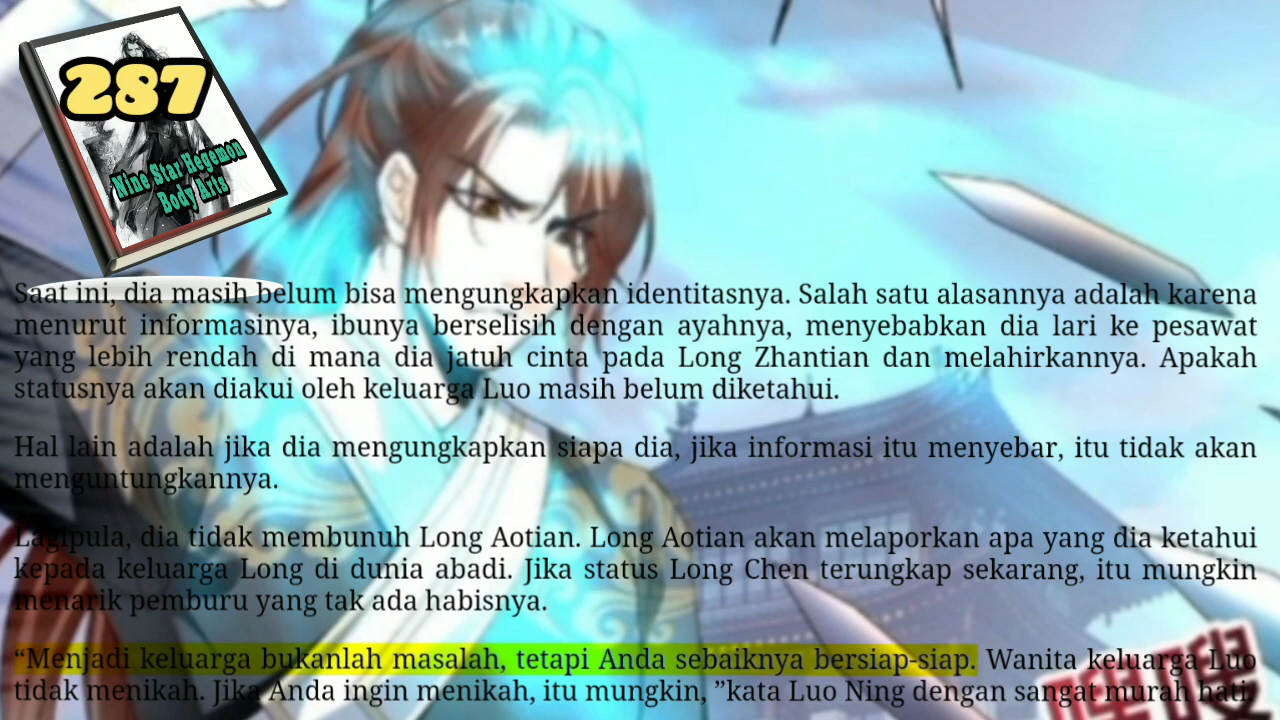 287
Nine Star Hegemon
Body Arts
Saat ini, dia masih belum bisa mengungkapkan identitasnya. Salah satu alasannya adalah karena
menurut informasinya, ibunya berselisih dengan ayahnya, menyebabkan dia lari ke pesawat
yang lebih rendah di mana dia jatuh cinta pada Long Zhantian dan melahirkannya. Apakah
statusnya akan diakui oleh keluarga Luo masih belum diketahui.
Hal lain adalah jika dia mengungkapkan siapa dia, jika informasi itu menyebar, itu tidak akan
menguntungkannya.
Lagipula, dia tidak membunuh Long Aotian. Long Aotian akan melaporkan apa yang dia ketahui
kepada keluarga Long di dunia abadi. Jika status Long Chen terungkap sekarang, itu mungkin
menarik pemburu yang tak ada habisnya.
“Menjadi keluarga bukanlah masalah, tetapi Anda sebaiknya bersiap-siap. Wanita keluarga Luo
tidak menikah. Jika Anda ingin menikah, itu mungkin, ”kata Luo Ning dengan sangat murah hati.